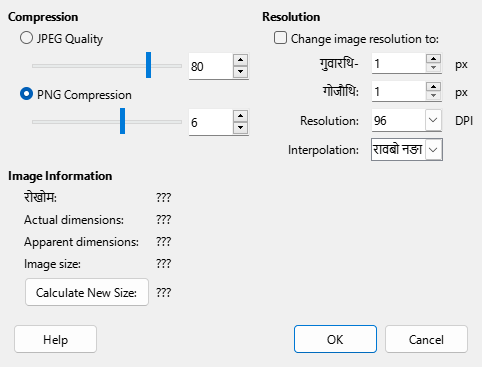 Compression
JPEG Quality
80
PNG Compression
6
Resolution
Change image resolution to:
गुवारथि-
1
px
गोजौथि:
1
px
Resolution:
96
DPI
Interpolation:
रावबो नङा
Image Information
रोखोम:
???
Actual dimensions:
???
Apparent dimensions:
???
Image size:
???
Calculate New Size:
???
Help
OK
Cancel